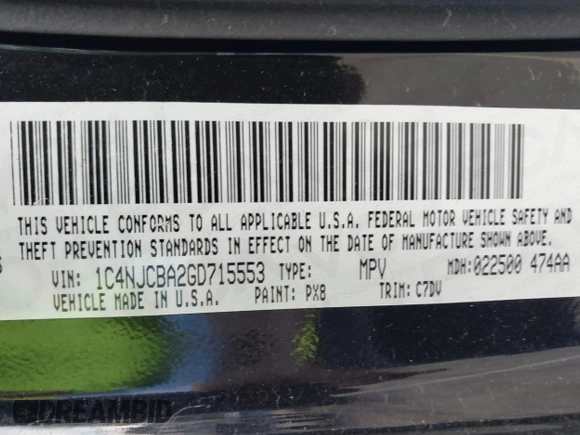 THIS VEHICLE CONFORMS TO ALL APPLICABLE U.S.A. FEDERAL MOTOR VEHICLE SAFETY AND
THEFT PREVENTION STANDARDS IN EFFECT ON THE DATE OF MANUFACTURE SHOWN ABOVE.
VIN: 1C4NJCBA2GD715553 TYPE: MPV MDH:022500 474AA
VEHICLE MADE IN U.S.A. PAINT: PX8 TRIM: C7DV
DREAMBID